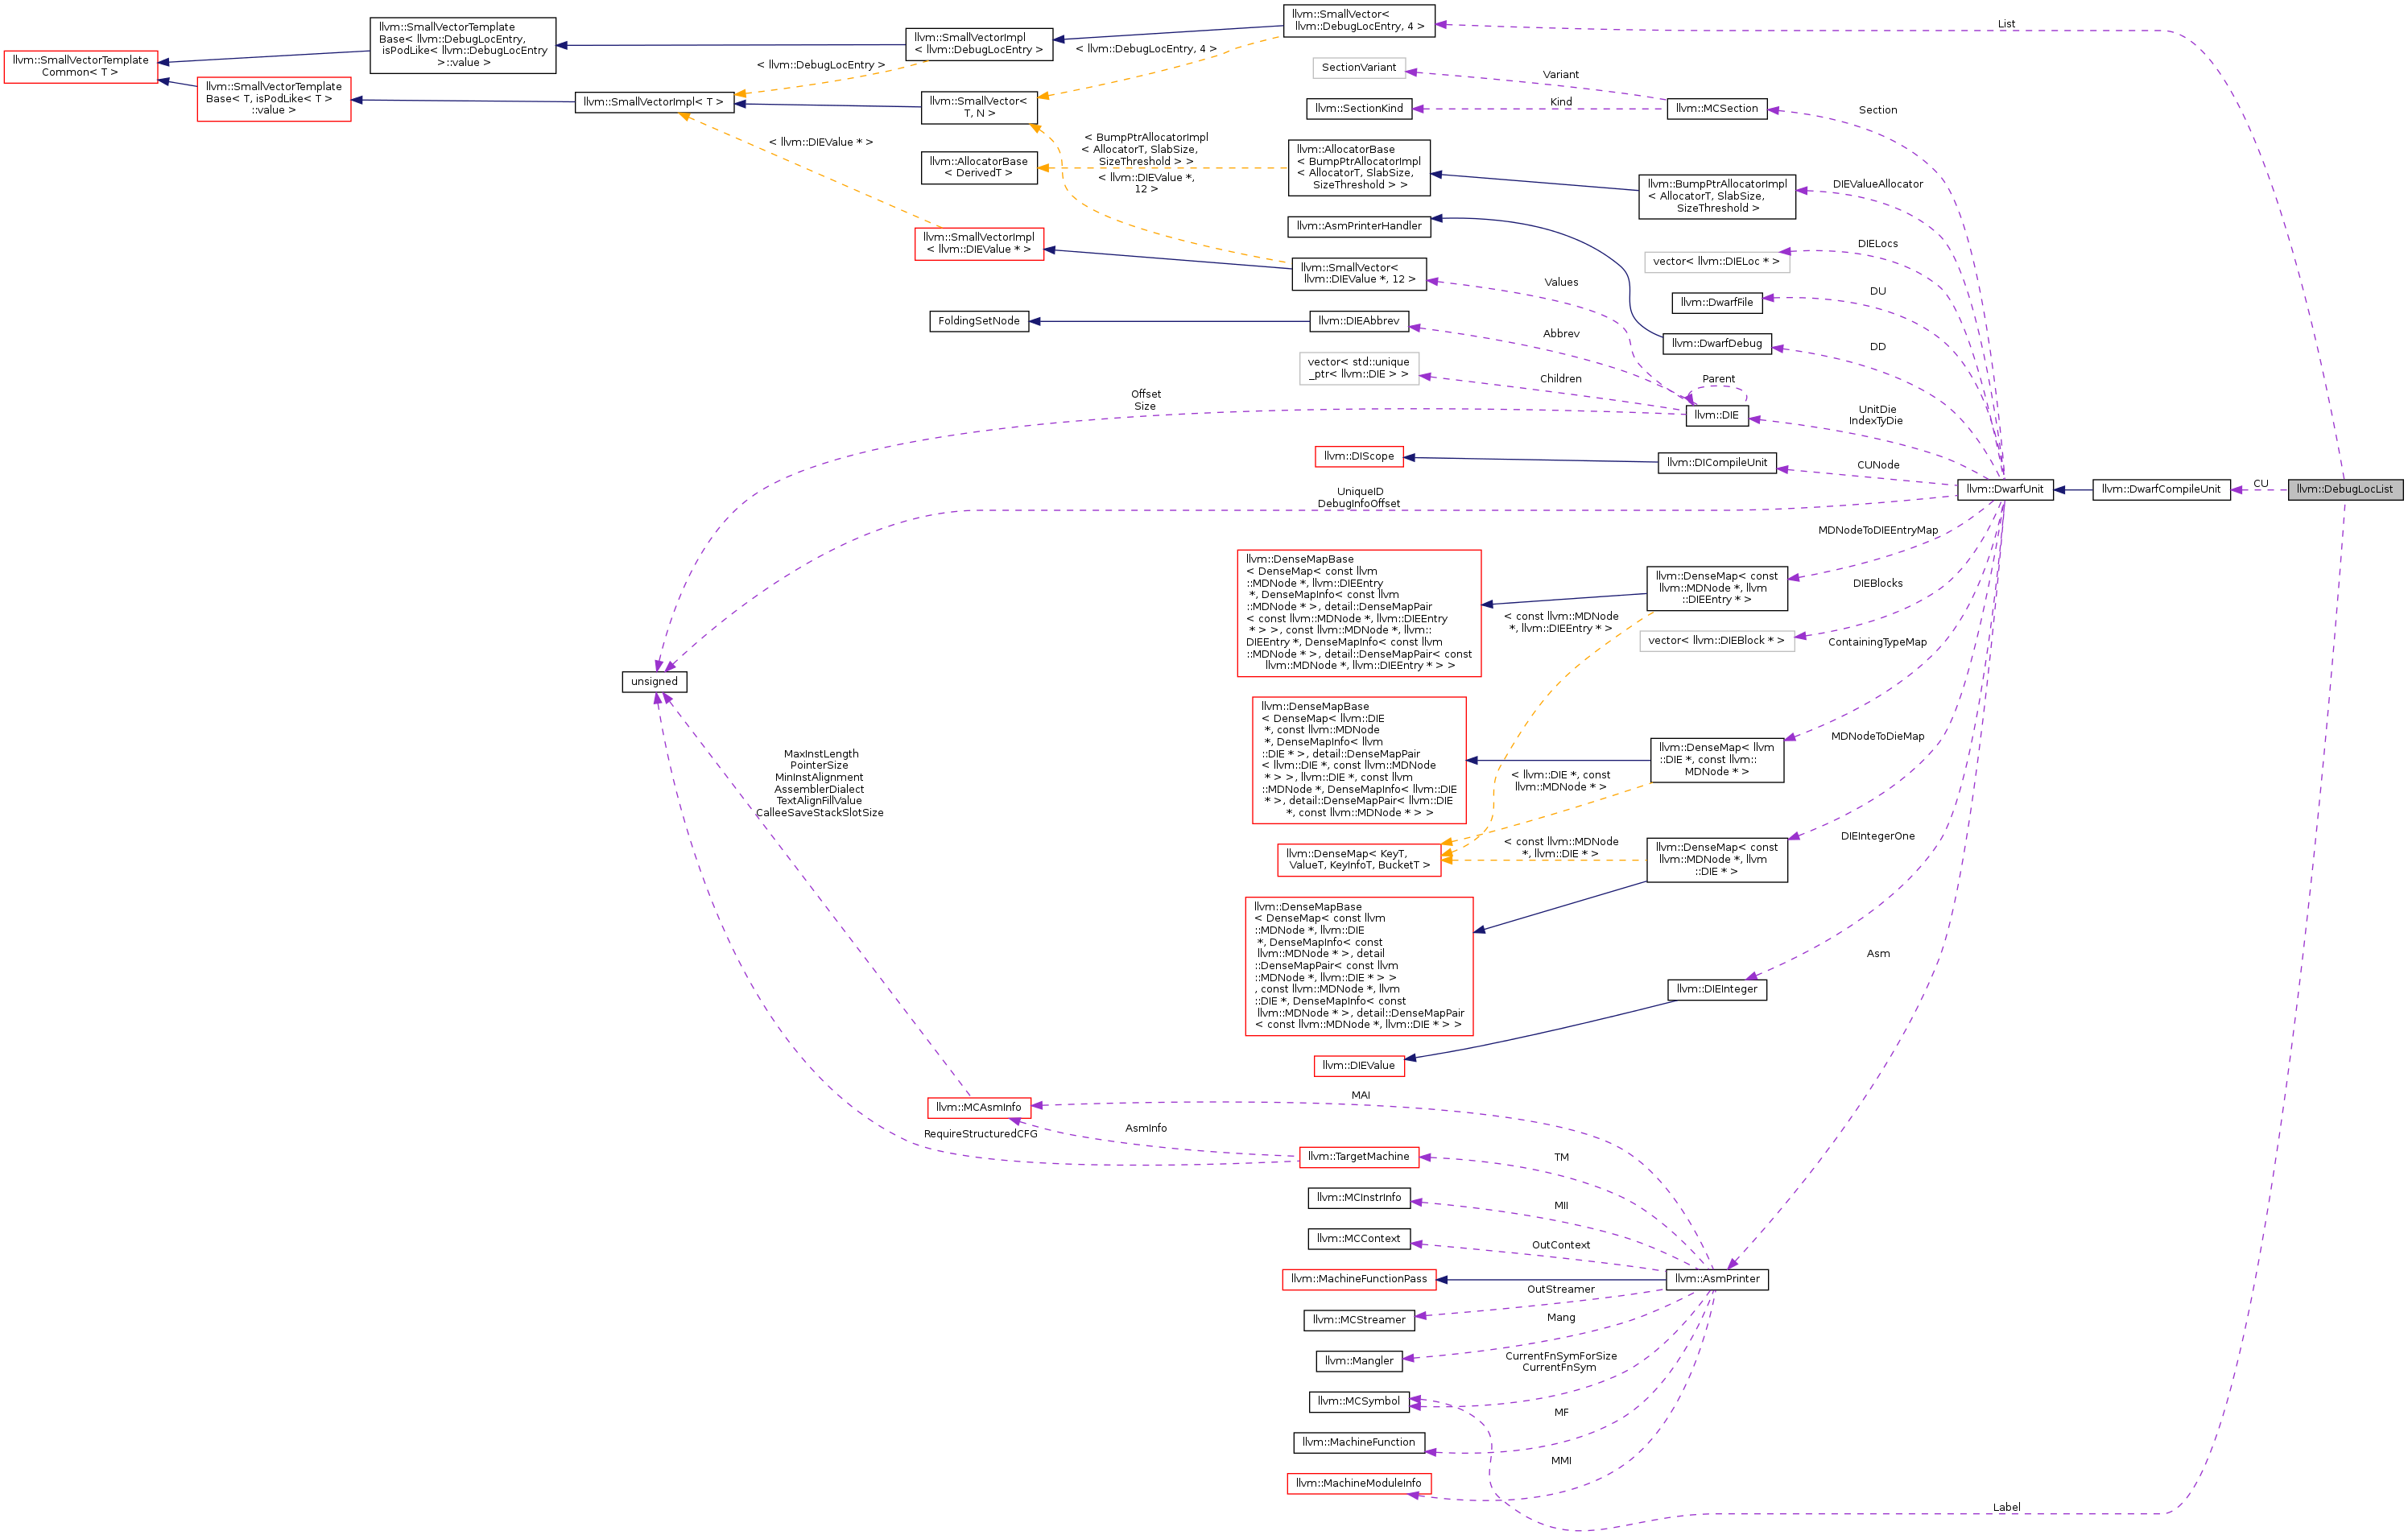 llvm::SmallVectorTemplate
Common< T >
llvm::SmallVectorTemplate
Base< llvm::DebugLocEntry,
isPodLike< llvm::DebugLocEntry
>::value >
llvm::SmallVectorTemplate
Base< T, isPodLike< T >
::value >
llvm::SmallVectorImpl
< llvm::DebugLocEntry >
< llvm::DebugLocEntry >
llvm::SmallVectorImpl< T >
< llvm::DIEValue * >
llvm::SmallVector<
llvm::DebugLocEntry, 4 >
< llvm::DebugLocEntry, 4 >
llvm::SmallVector<
T, N >
List
SectionVariant
Variant
llvm::SectionKind
Kind
llvm::MCSection
Section
llvm::AllocatorBase
< DerivedT >
< BumpPtrAllocatorImpl
< AllocatorT, SlabSize,
SizeThreshold > >
< llvm::DIEValue *,
12 >
llvm::AllocatorBase
< BumpPtrAllocatorImpl
< AllocatorT, SlabSize,
SizeThreshold > >
llvm::BumpPtrAllocatorImpl
< AllocatorT, SlabSize,
SizeThreshold >
DIEValueAllocator
llvm::AsmPrinterHandler
llvm::SmallVectorImpl
< llvm::DIEValue * >
llvm::SmallVector<
llvm::DIEValue *, 12 >
vector< llvm::DIELoc * >
DIELocs
Values
llvm::DwarfFile
DU
FoldingSetNode
llvm::DIEAbbrev
Abbrev
llvm::DwarfDebug
DD
vector< std::unique
_ptr< llvm::DIE > >
Children
Parent
llvm::DIE
Offset
Size
UnitDie
IndexTyDie
llvm::DIScope
llvm::DICompileUnit
CUNode
UniqueID
DebugInfoOffset
llvm::DwarfUnit
llvm::DwarfCompileUnit
CU
llvm::DebugLocList
MDNodeToDIEEntryMap
llvm::DenseMapBase
< DenseMap< const llvm
::MDNode *, llvm::DIEEntry
*, DenseMapInfo< const llvm
::MDNode * >, detail::DenseMapPair
< const llvm::MDNode *, llvm::DIEEntry
* > >, const llvm::MDNode *, llvm::
DIEEntry *, DenseMapInfo< const llvm
::MDNode * >, detail::DenseMapPair< const
llvm::MDNode *, llvm::DIEEntry * > >
< const llvm::MDNode
*, llvm::DIEEntry * >
llvm::DenseMap< const
llvm::MDNode *, llvm
::DIEEntry * >
DIEBlocks
vector< llvm::DIEBlock * >
ContainingTypeMap
unsigned
llvm::DenseMapBase
< DenseMap< llvm::DIE
*, const llvm::MDNode
*, DenseMapInfo< llvm
::DIE * >, detail::DenseMapPair
< llvm::DIE *, const llvm::MDNode
* > >, llvm::DIE *, const llvm
::MDNode *, DenseMapInfo< llvm::DIE
* >, detail::DenseMapPair< llvm::DIE
*, const llvm::MDNode * > >
< llvm::DIE *, const
llvm::MDNode * >
llvm::DenseMap< llvm
::DIE *, const llvm::
MDNode * >
MDNodeToDieMap
MaxInstLength
PointerSize
MinInstAlignment
AssemblerDialect
TextAlignFillValue
CalleeSaveStackSlotSize
llvm::DenseMap< KeyT,
ValueT, KeyInfoT, BucketT >
< const llvm::MDNode
*, llvm::DIE * >
llvm::DenseMap< const
llvm::MDNode *, llvm
::DIE * >
DIEIntegerOne
llvm::DenseMapBase
< DenseMap< const llvm
::MDNode *, llvm::DIE
*, DenseMapInfo< const
llvm::MDNode * >, detail
::DenseMapPair< const llvm
::MDNode *, llvm::DIE * > >
, const llvm::MDNode *, llvm
::DIE *, DenseMapInfo< const
llvm::MDNode * >, detail::DenseMapPair
< const llvm::MDNode *, llvm::DIE * > >
Asm
llvm::DIEInteger
llvm::DIEValue
llvm::MCAsmInfo
MAI
RequireStructuredCFG
AsmInfo
llvm::TargetMachine
TM
llvm::MCInstrInfo
MII
llvm::MCContext
OutContext
llvm::MachineFunctionPass
llvm::AsmPrinter
OutStreamer
llvm::MCStreamer
Mang
llvm::Mangler
CurrentFnSymForSize
CurrentFnSym
llvm::MCSymbol
MF
llvm::MachineFunction
MMI
llvm::MachineModuleInfo
Label